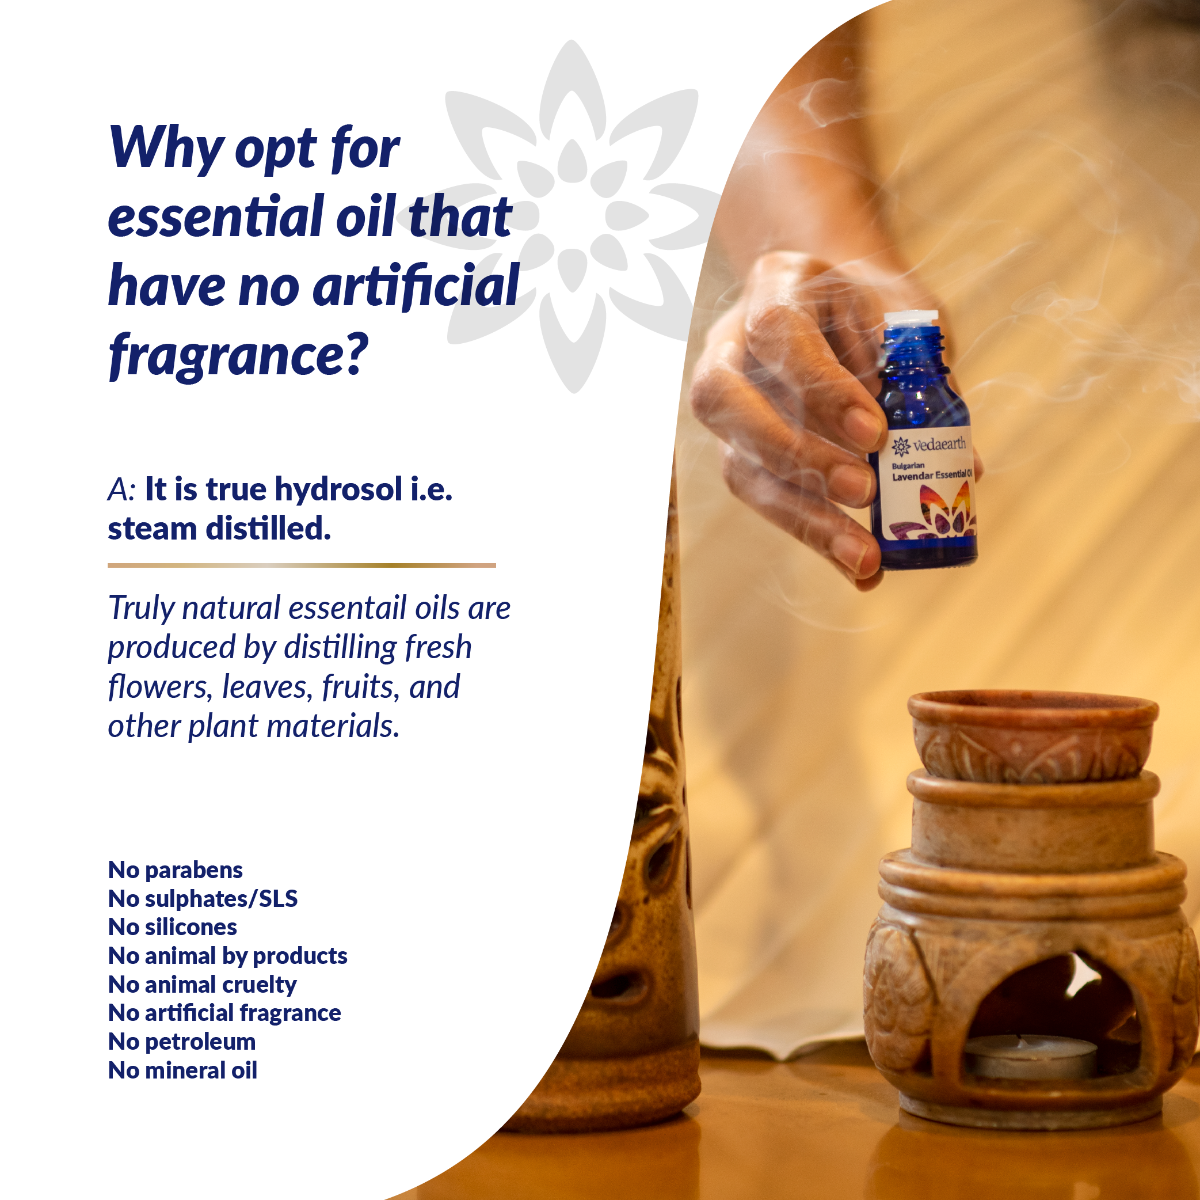 Why opt for
essential oil that
have no artificial
fragrance?
A: It is true hydrosol i.e.
steam distilled.
Truly natural essentail oils are
produced by distilling fresh
flowers, leaves, fruits, and
other plant materials.
No parabens
No sulphates/SLS
No silicones
No animal by products
No animal cruelty
No artificial fragrance
No petroleum
No mineral oil
vedaearth
Bulgarian
Lavendar Essential O